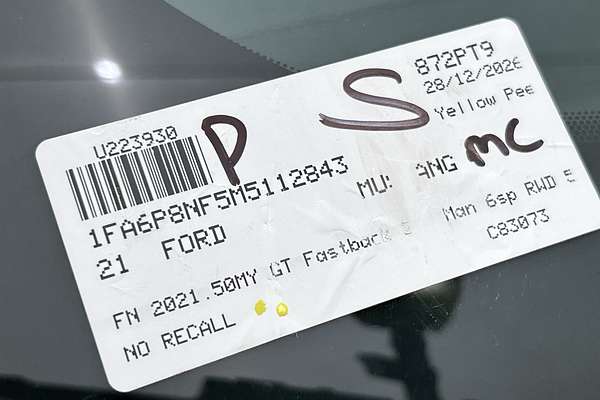 U223930
P
S
872PT9
28/12/2026
Yellow Pee
1FA6P8NF5M5112843
MU: ANG MC
21 FORD
FN 2021.50MY GT Fastback Man 6sp RWD 5
NO RECALL
C83073